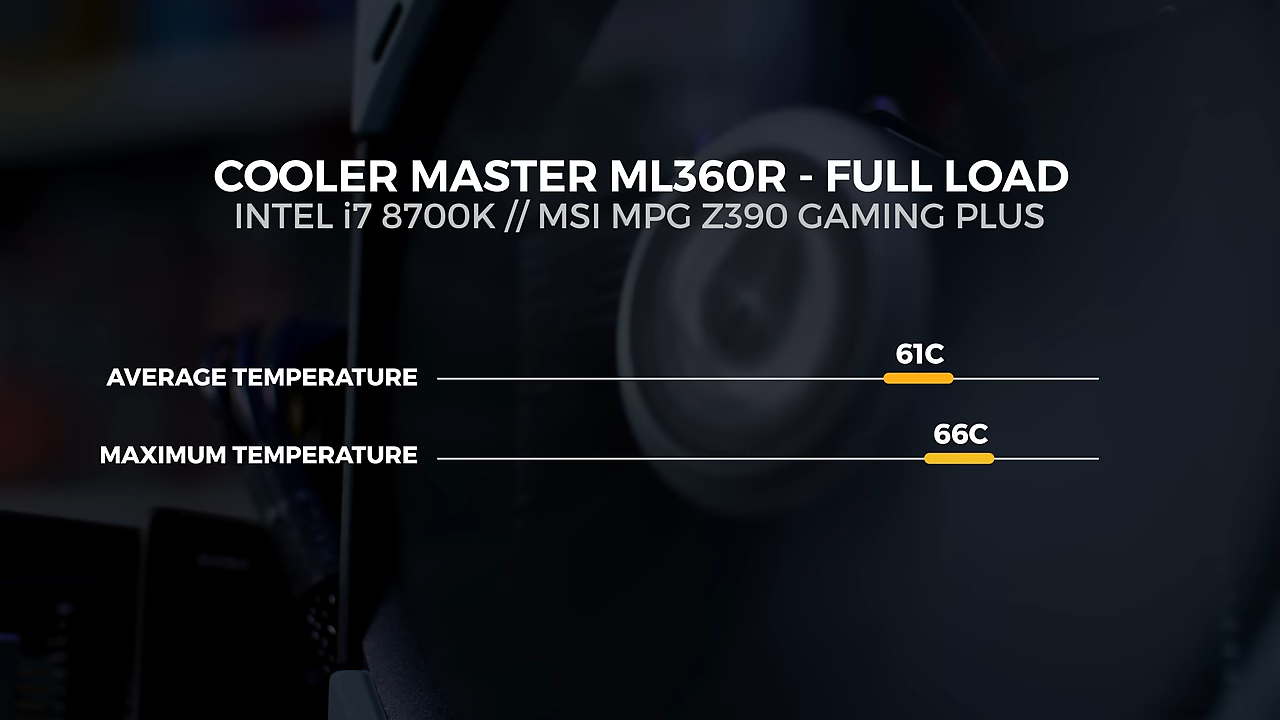 COOLER MASTER ML360R - FULL LOAD
INTEL i7 8700K // MSI MPG Z390 GAMING PLUS
61C
AVERAGE TEMPERATURE
66C
MAXIMUM TEMPERATURE